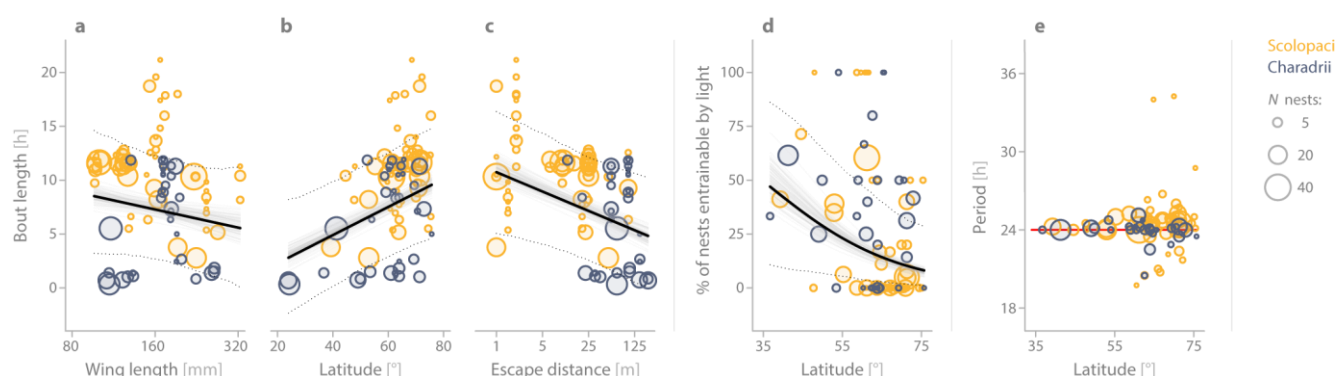 a b c d e
Scolopaci
Charadrii
N nests:
5
20
40
Bout length [h]
20
15
10
5
0
80 160 320
Wing length [mm]
20 40 60 80
Latitude [°]
1 5 25 125
Escape distance [m]
% of nests entrainable by light
100
75
50
25
0
35 55 75
Latitude [°]
Period [h]
36
30
24
18
35 55 75
Latitude [°]